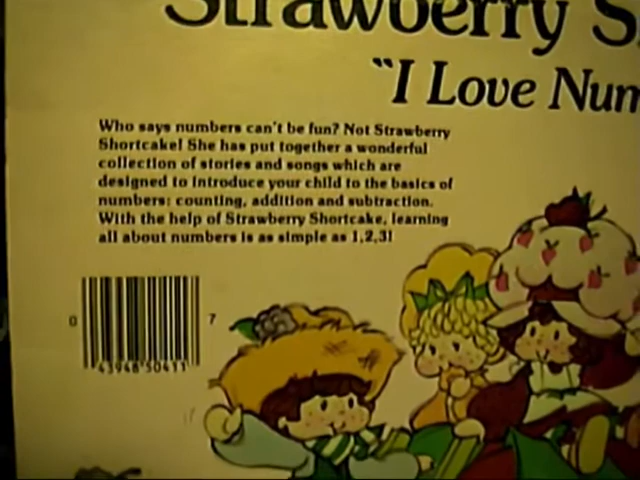 Strawberry S
"I Love Num
Who says numbers can't be fun? Not Strawberry
Shortcake! She has put together a wonderful
collection of stories and songs which are
designed to introduce your child to the basics of
numbers: counting, addition and subtraction.
With the help of Strawberry Shortcake, learning
all about numbers is as simple as 1,2,3!
0 7
43948 50411